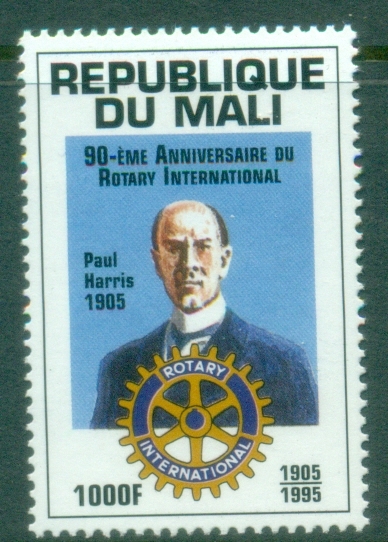 REPUBLIQUE
DU MALI
90-ÈME ANNIVERSAIRE DU
ROTARY INTERNATIONAL
Paul
Harris
1905
ROTARY
INTERNATIONAL
1000F
1905
1995